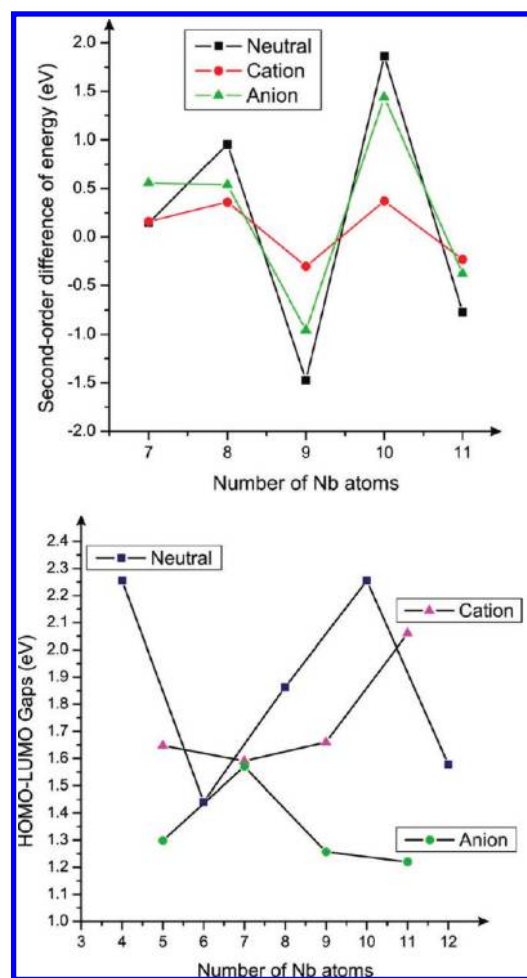 Second-order difference of energy (eV)
2.0
1.5
1.0
0.5
0.0
-0.5
-1.0
-1.5
-2.0
Neutral
Cation
Anion
7 8 9 10 11
Number of Nb atoms
HOMO-LUMO Gaps (eV)
2.4
2.3
2.2
2.1
2.0
1.9
1.8
1.7
1.6
1.5
1.4
1.3
1.2
1.1
1.0
Neutral
Cation
Anion
3 4 5 6 7 8 9 10 11 12
Number of Nb atoms